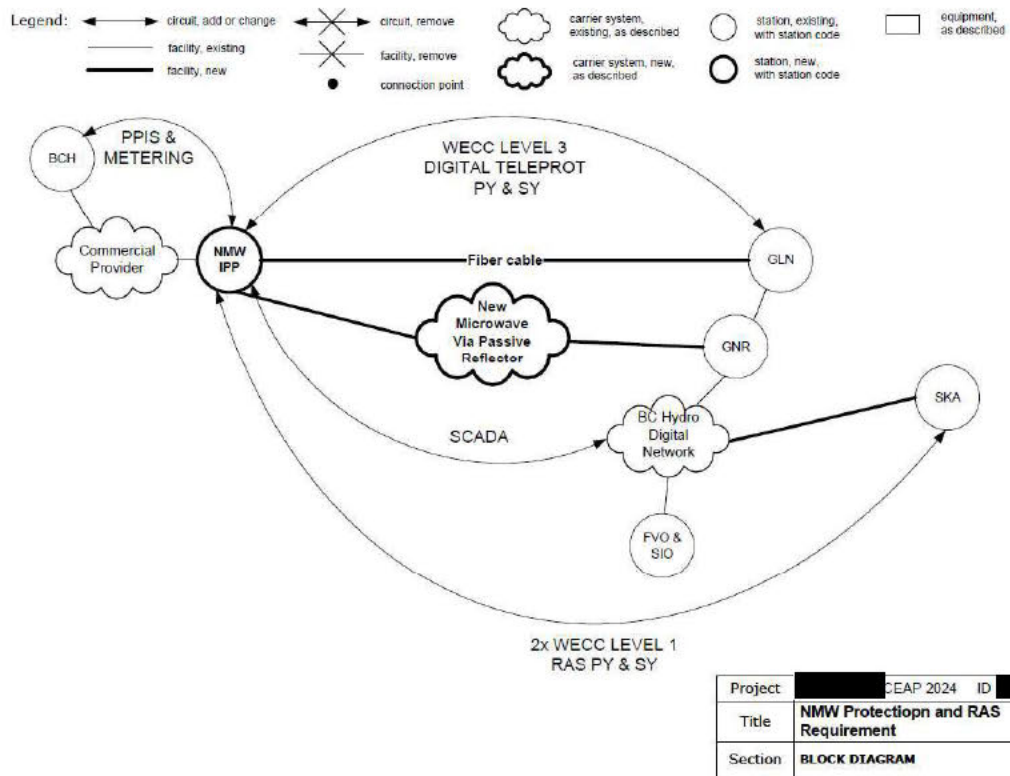 Legend:
circuit, add or change
facility, existing
facility, new
circuit, remove
facility, remove
connection point
carrier system,
existing, as described
carrier system, new,
as described
station, existing,
with station code
station, new,
with station code
equipment,
as described
BCH
PPIS &
METERING
WECC LEVEL 3
DIGITAL TELEPROT
PY & SY
Commercial
Provider
NMW
IPP
Fiber cable
GLN
New
Microwave
Via Passive
Reflector
GNR
SKA
SCADA
BC Hydro
Digital
Network
FVO &
SIO
2x WECC LEVEL 1
RAS PY & SY
Project CEAP 2024 ID
Title NMW Protectiopn and RAS
Requirement
Section BLOCK DIAGRAM